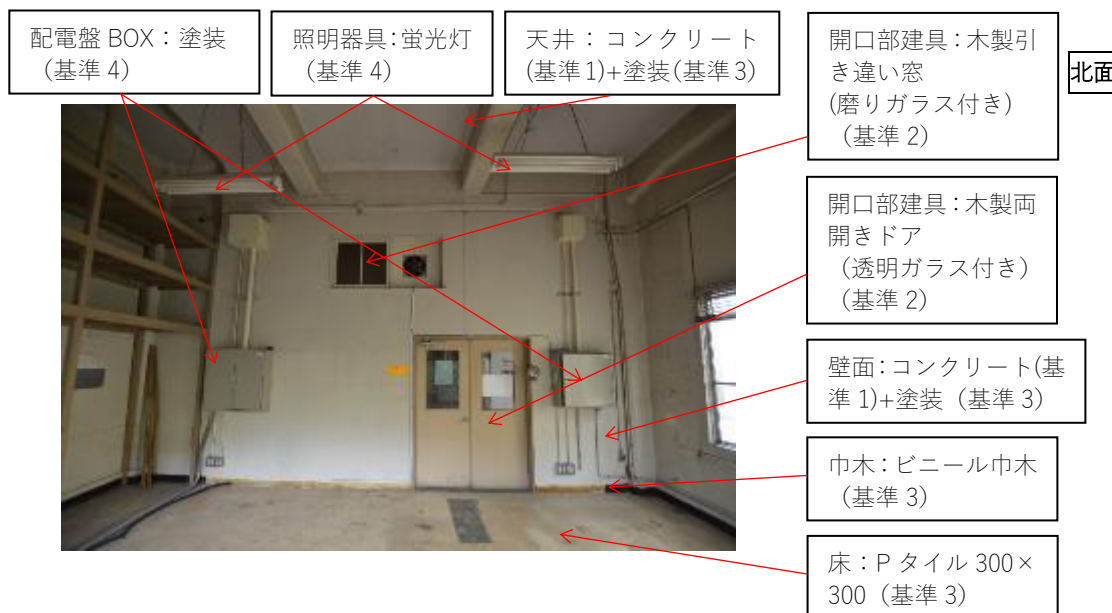 配電盤 BOX：塗装
（基準 4）
照明器具：蛍光灯
（基準 4）
天井：コンクリート
(基準 1)+塗装(基準 3)
開口部建具：木製引
き違い窓
(磨りガラス付き)
（基準 2）
北面
開口部建具：木製両
開きドア
（透明ガラス付き）
（基準 2）
壁面：コンクリート(基
準 1)+塗装（基準 3）
巾木：ビニール巾木
（基準 3）
床：P タイル 300×
300（基準 3）